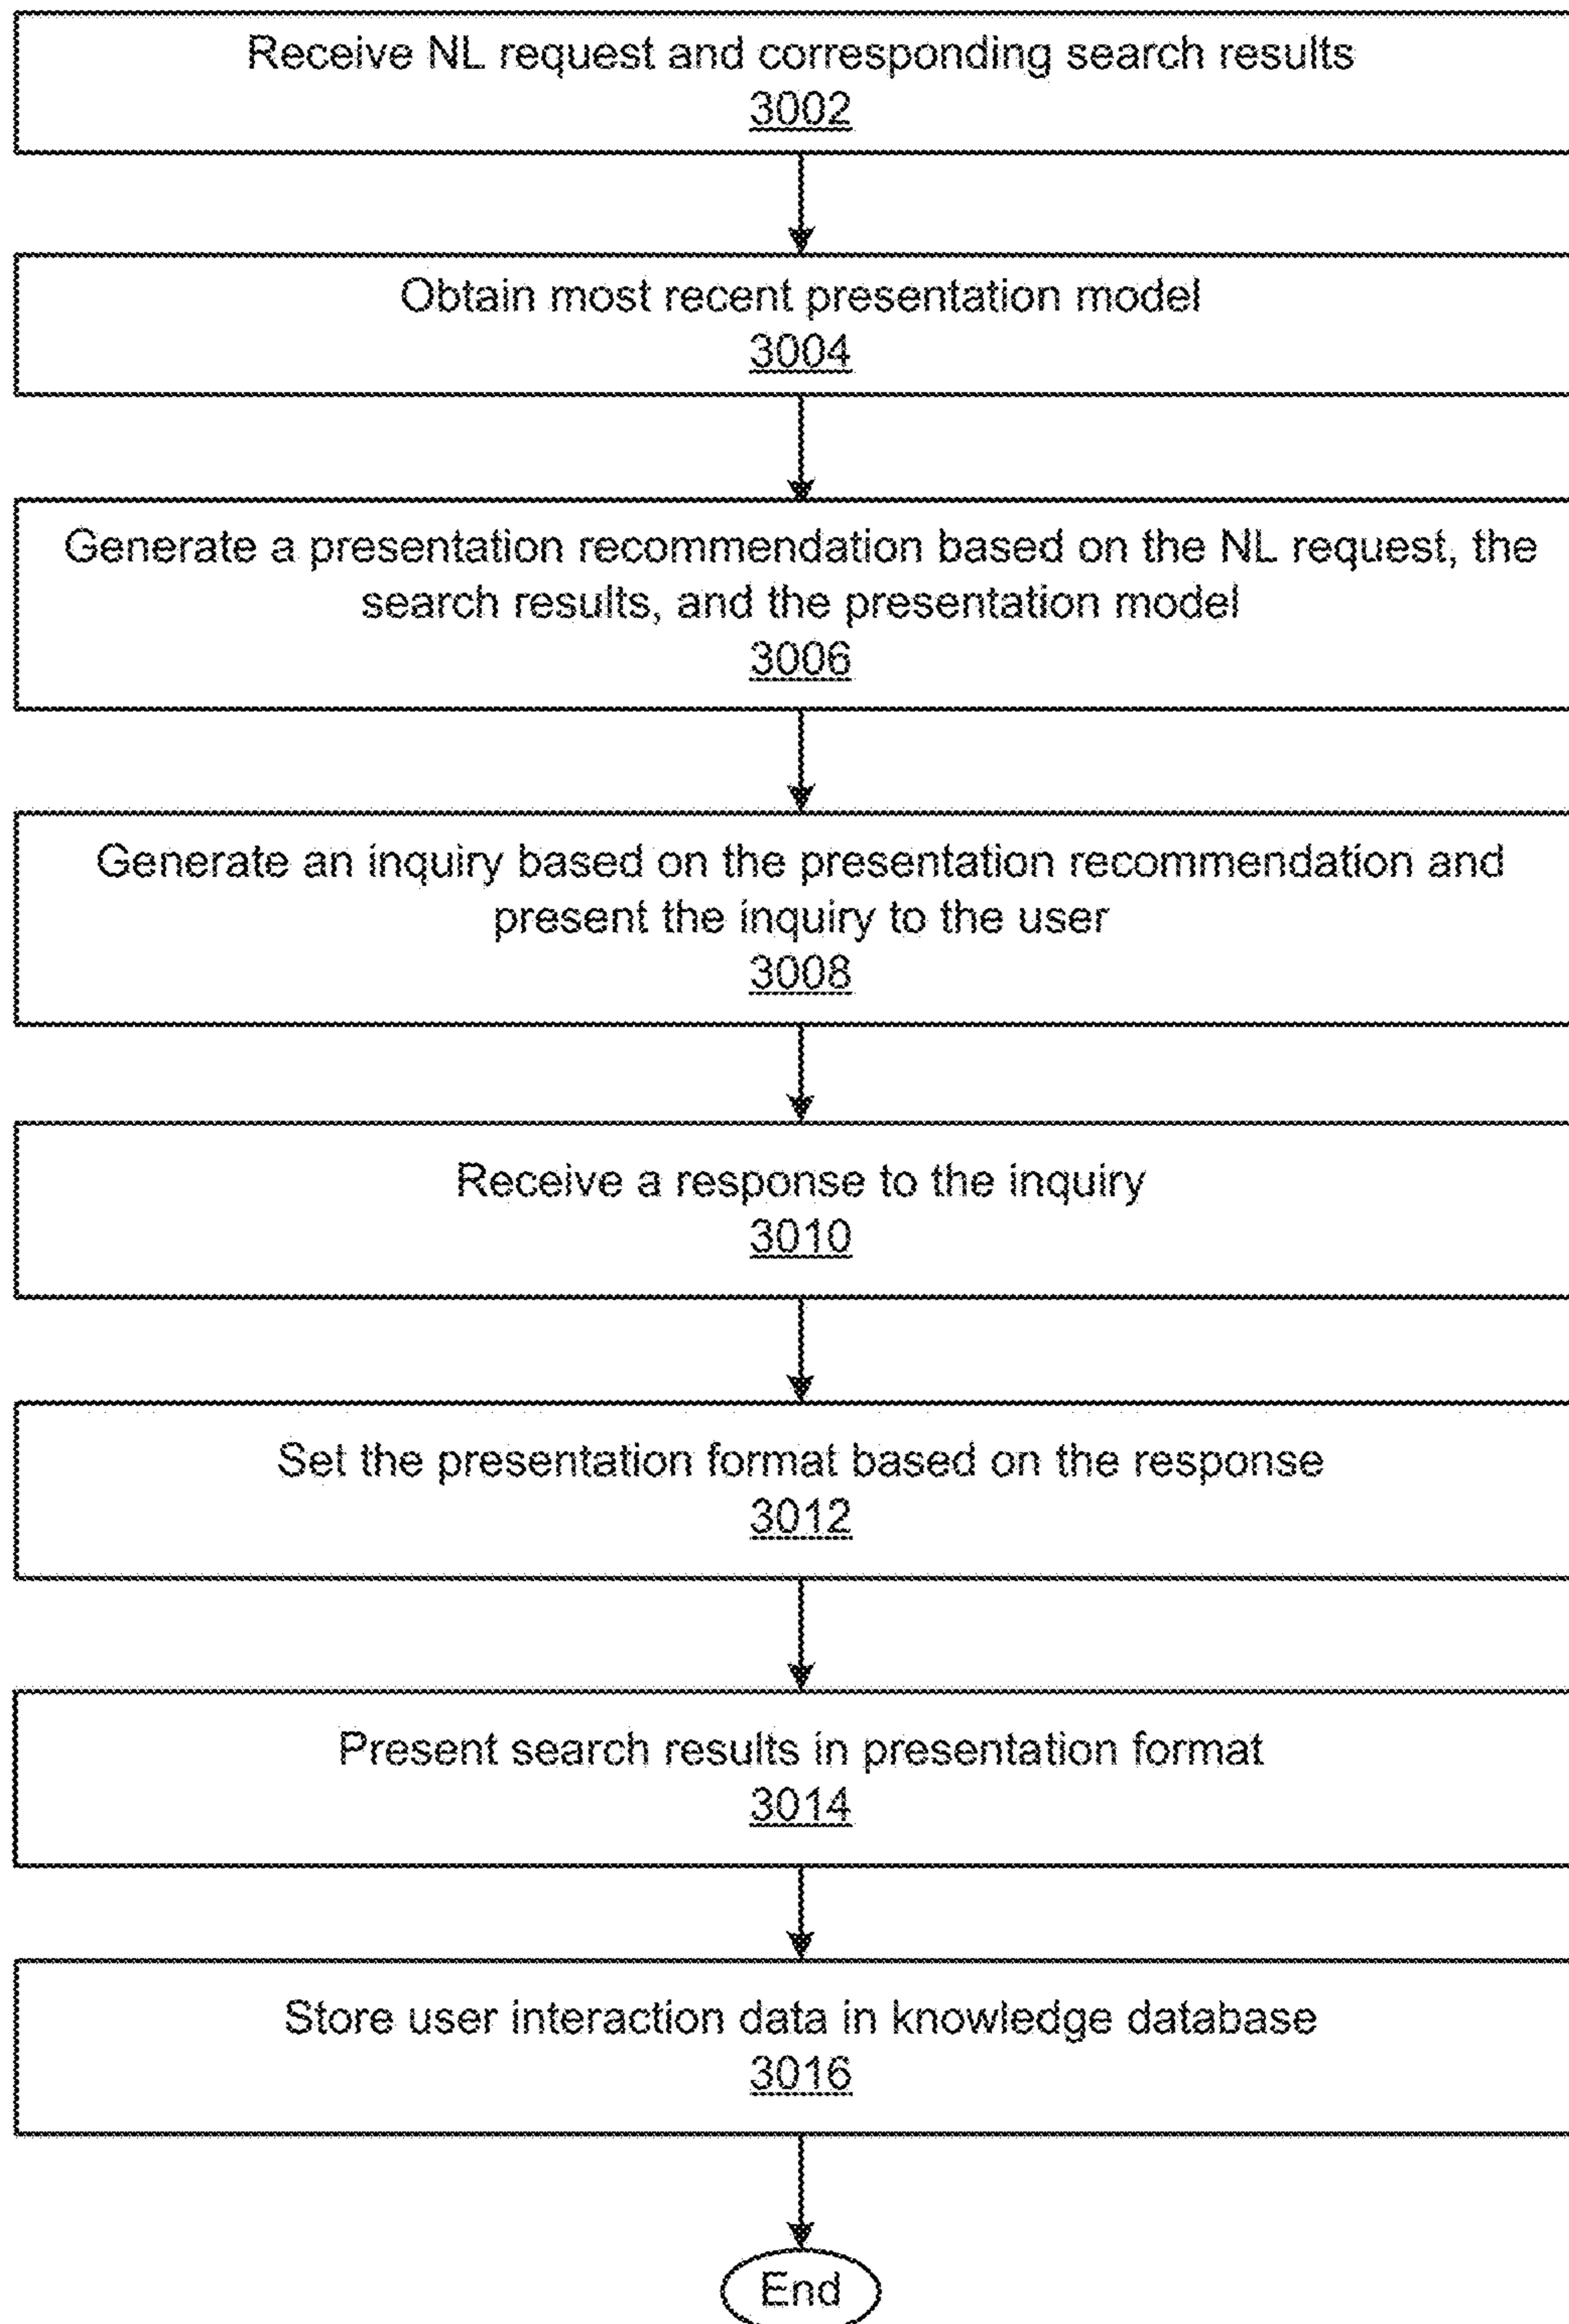 Receive NL request and corresponding search results
3002
Obtain most recent presentation model
3004
Generate a presentation recommendation based on the NL request, the
search results, and the presentation model
3006
Generate an inquiry based on the presentation recommendation and
present the inquiry to the user
3008
Receive a response to the inquiry
3010
Set the presentation format based on the response
3012
Present search results in presentation format
3014
Store user interaction data in knowledge database
3016
End